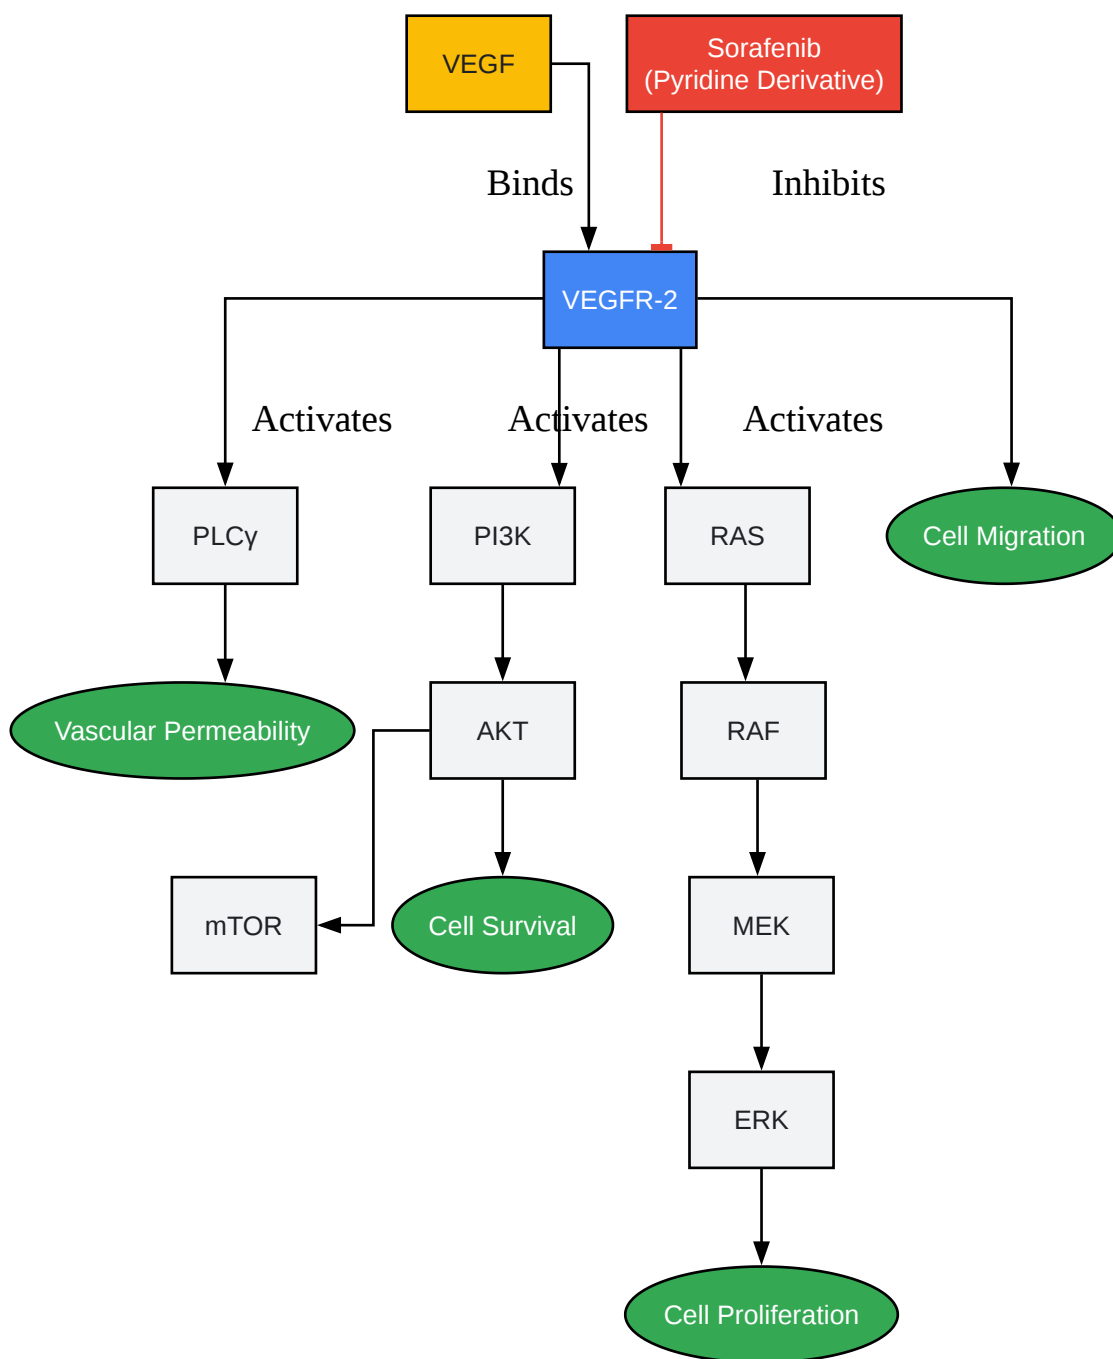 VEGF
Sorafenib
(Pyridine Derivative)
Binds
Inhibits
VEGFR-2
Activates
Activates
Activates
PLCγ
PI3K
RAS
Cell Migration
Vascular Permeability
AKT
RAF
mTOR
Cell Survival
MEK
ERK
Cell Proliferation